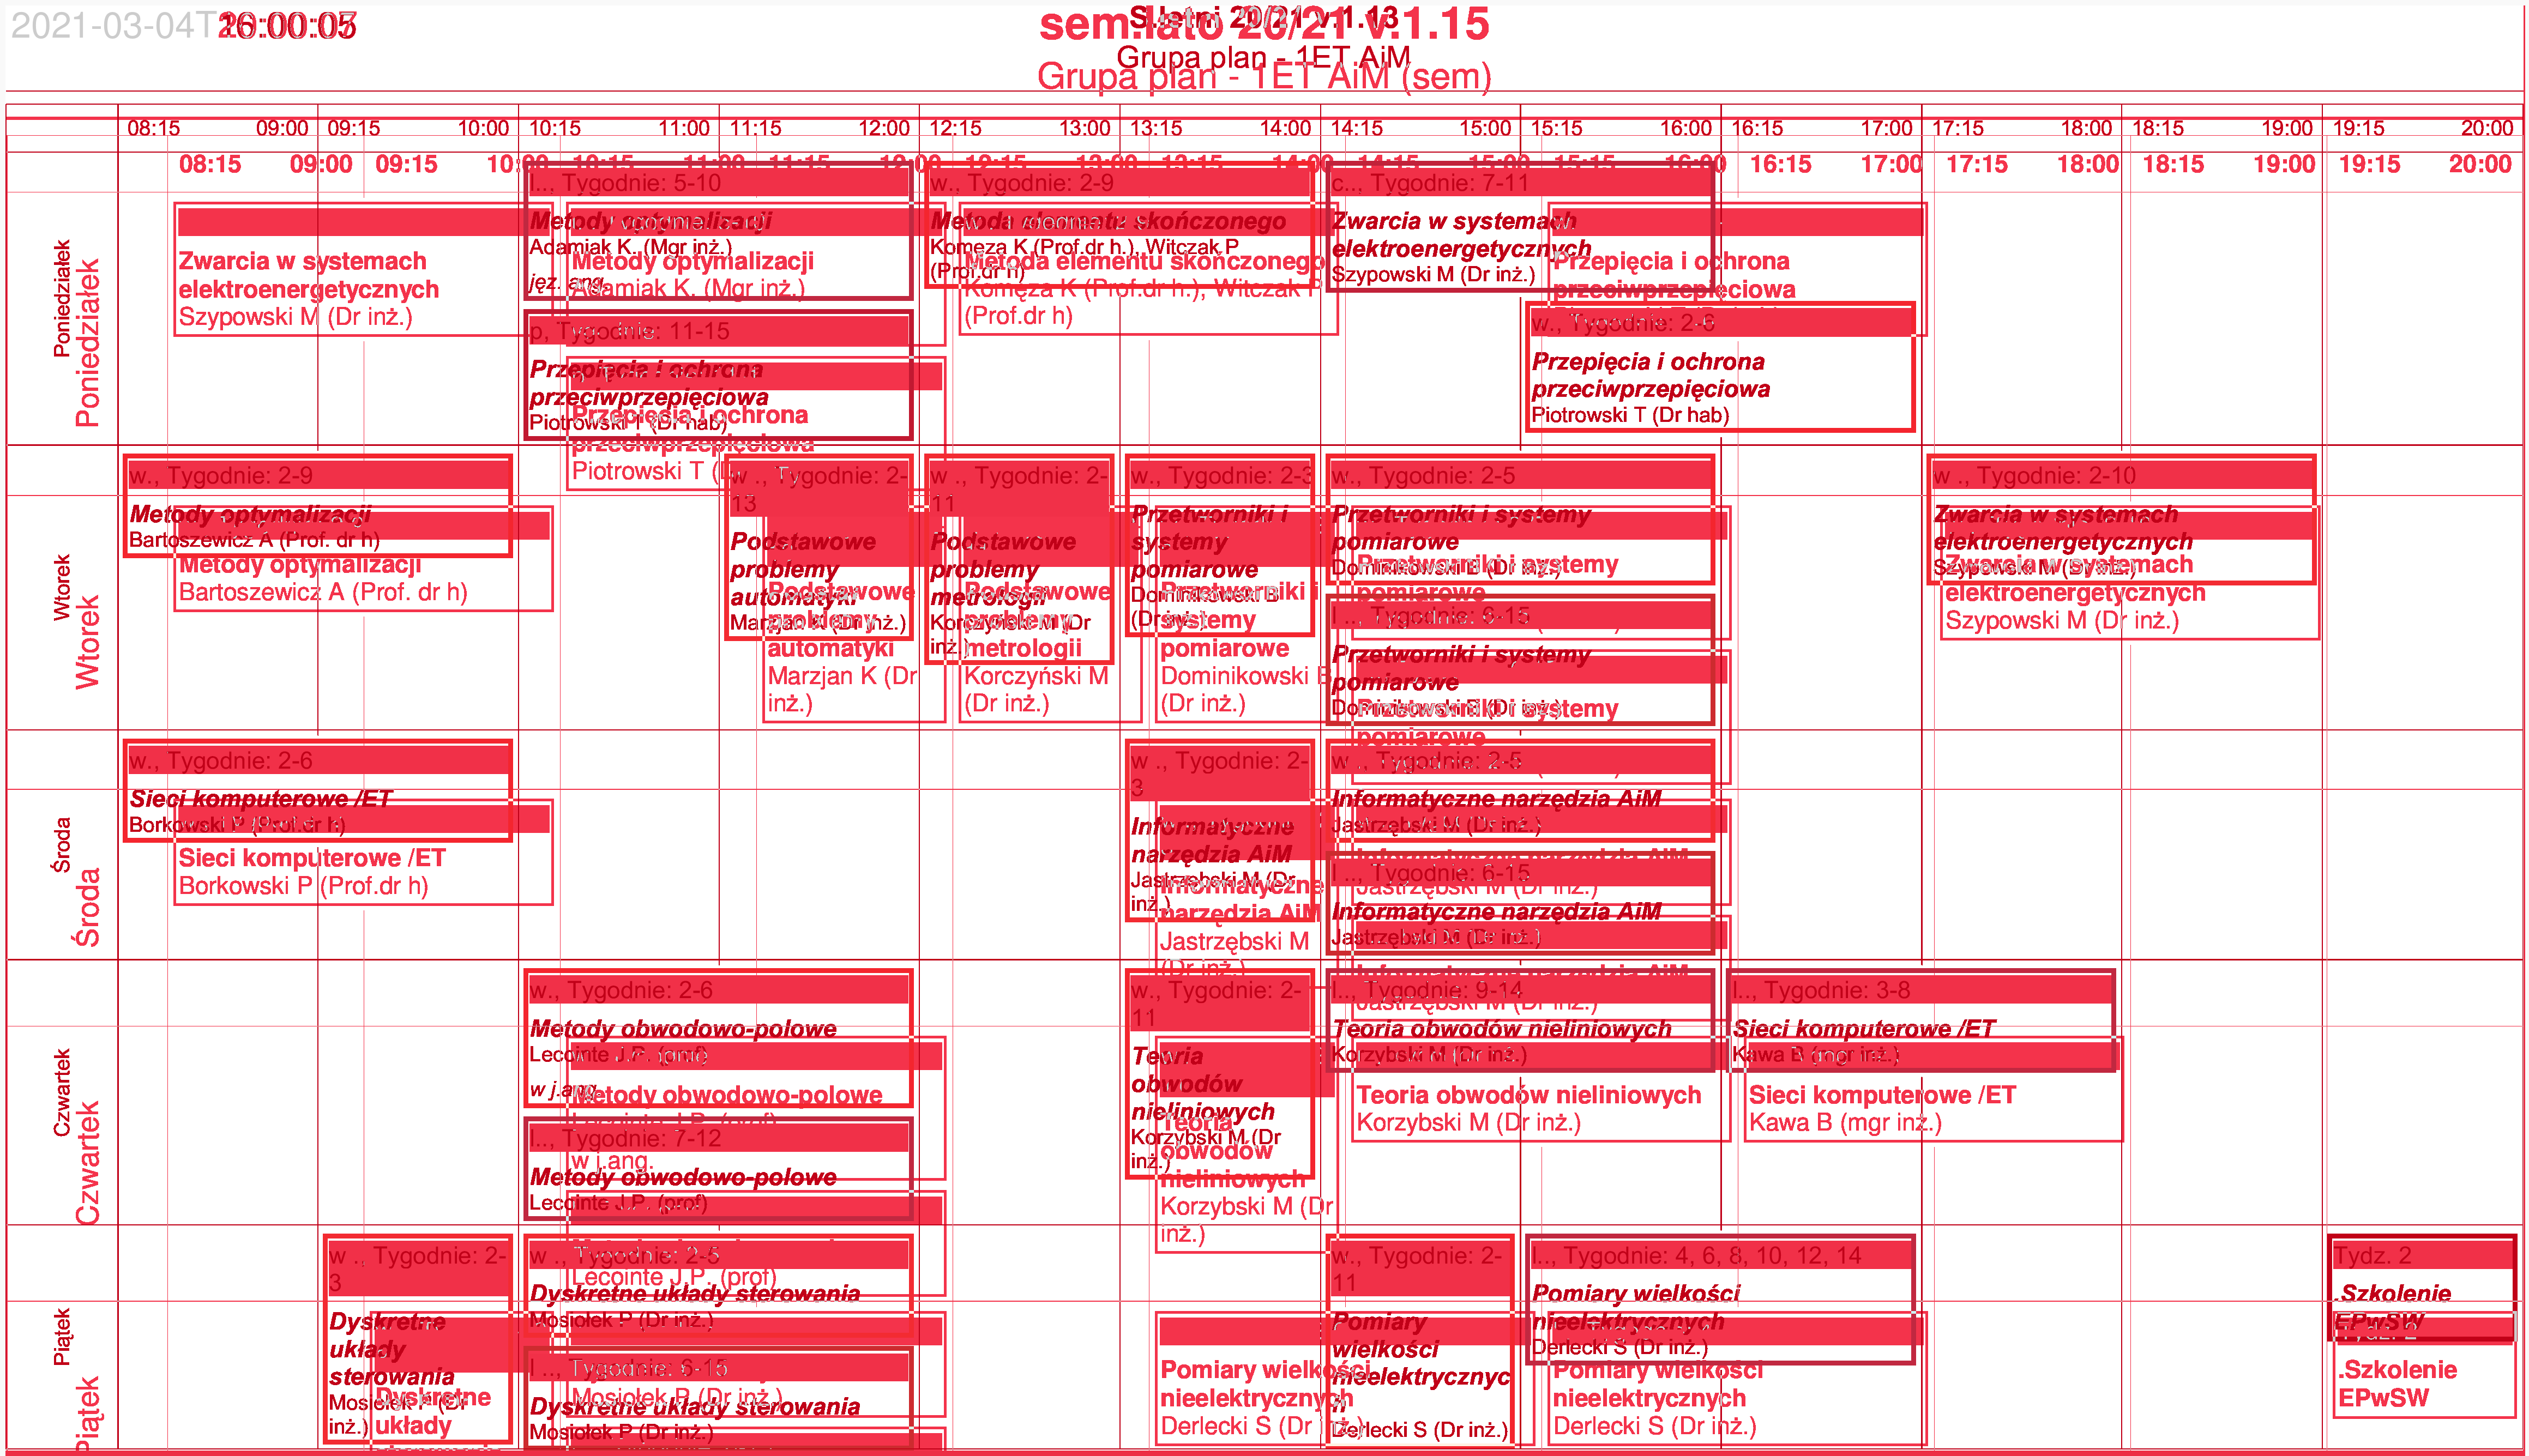 2021-03-04T
sem.lato 20/21 v.1.15
S.letni 20/21 v.1.13
Grupa plan - 1ET AiM
Grupa plan - 1ET AiM (sem)
08:15 09:00 09:15 10:00 10:15 11:00 11:15 12:00 12:15 13:00 13:15 14:00 14:15 15:00 15:15 16:00 16:15 17:00 17:15 18:00 18:15 19:00 19:15 20:00
08:15 09:00 09:15 10:00 10:15 11:00 11:15 12:00 12:15 13:00 13:15 14:00 14:15 15:00 15:15 16:00 16:15 17:00 17:15 18:00 18:15 19:00 19:15 20:00
Poniedziałek
Poniedziałek
Zwarcia w systemach
elektroenergetycznych
Szypowski M (Dr inż.)
l.., Tygodnie: 5-10
Metody optymalizacji
Adamiak K. (Mgr inż.)
jęz. ang.
Metody optymalizacji
Adamiak K. (Mgr inż.)
p, Tygodnie: 11-15
Przepięcia i ochrona
przeciwprzepięciowa
Piotrowski T (Dr hab)
Przepięcia i ochrona
przeciwprzepięciowa
Piotrowski T
w., Tygodnie: 2-9
Metoda elementu skończonego
Komęza K (Prof.dr h.), Witczak P
(Prof.dr h)
Metoda elementu skończonego
Komęza K (Prof.dr h.), Witczak P
(Prof.dr h)
c.., Tygodnie: 7-11
Zwarcia w systemach
elektroenergetycznych
Szypowski M (Dr inż.)
Przepięcia i ochrona
przeciwprzepięciowa
w., Tygodnie: 2-6
Przepięcia i ochrona
przeciwprzepięciowa
Piotrowski T (Dr hab)
Wtorek
Wtorek
w., Tygodnie: 2-9
Metody optymalizacji
Bartoszewicz A (Prof. dr h)
Metody optymalizacji
Bartoszewicz A (Prof. dr h)
w ., Tygodnie: 2-
13
Podstawowe
problemy
automatyki
Marzjan K (Dr inż.)
Podstawowe
problemy
automatyki
Marzjan K (Dr
inż.)
w ., Tygodnie: 2-
11
Podstawowe
problemy
metrologii
Korczyński M (Dr
inż.)
Podstawowe
problemy
metrologii
Korczyński M
(Dr inż.)
w., Tygodnie: 2-3
Przetworniki i
systemy
pomiarowe
Dominikowski B
(Dr inż.)
Przetworniki i
systemy
pomiarowe
Dominikowski B
(Dr inż.)
w., Tygodnie: 2-5
Przetworniki i systemy
pomiarowe
Dominikowski B (Dr inż.)
Przetworniki i systemy
pomiarowe
l .., Tygodnie: 6-15
Przetworniki i systemy
pomiarowe
Dominikowski B (Dr inż.)
Przetworniki i systemy
pomiarowe
w ., Tygodnie: 2-10
Zwarcia w systemach
elektroenergetycznych
Szypowski M (Dr inż.)
Zwarcia w systemach
elektroenergetycznych
Szypowski M (Dr inż.)
Środa
Środa
w., Tygodnie: 2-6
Sieci komputerowe /ET
Borkowski P (Prof.dr h)
Sieci komputerowe /ET
Borkowski P (Prof.dr h)
w ., Tygodnie: 2-
3
Informatyczne
narzędzia AiM
Jastrzębski M (Dr
inż.)
Informatyczne
narzędzia AiM
Jastrzębski M
(Dr inż.)
w ., Tygodnie: 2-5
Informatyczne narzędzia AiM
Jastrzębski M (Dr inż.)
Informatyczne narzędzia AiM
Jastrzębski M (Dr inż.)
l .., Tygodnie: 6-15
Informatyczne narzędzia AiM
Jastrzębski M (Dr inż.)
Informatyczne narzędzia AiM
Jastrzębski M (Dr inż.)
Czwartek
Czwartek
w., Tygodnie: 2-6
Metody obwodowo-polowe
Lecointe J.P. (prof)
w j.ang.
Metody obwodowo-polowe
Lecointe J.P. (prof)
w j.ang.
l.., Tygodnie: 7-12
Metody obwodowo-polowe
Lecointe J.P. (prof)
Lecointe J.P. (prof)
w., Tygodnie: 2-
11
Teoria
obwodów
nieliniowych
Korzybski M (Dr
inż.)
Teoria
obwodów
nieliniowych
Korzybski M (Dr
inż.)
l.., Tygodnie: 9-14
Teoria obwodów nieliniowych
Korzybski M (Dr inż.)
Teoria obwodów nieliniowych
Korzybski M (Dr inż.)
l.., Tygodnie: 3-8
Sieci komputerowe /ET
Kawa B (mgr inż.)
Sieci komputerowe /ET
Kawa B (mgr inż.)
Piątek
Piątek
w ., Tygodnie: 2-
3
Dyskretne
układy
sterowania
Mosiołek P (Dr
inż.)
Dyskretne
układy
w ., Tygodnie: 2-5
Dyskretne układy sterowania
Mosiołek P (Dr inż.)
Mosiołek P (Dr inż.)
l .., Tygodnie: 6-15
Dyskretne układy sterowania
Mosiołek P (Dr inż.)
Pomiary wielkości
nieelektrycznych
Derlecki S (Dr inż.)
w., Tygodnie: 2-
11
Pomiary
wielkości
nieelektrycznyc
h
Derlecki S (Dr inż.)
l.., Tygodnie: 4, 6, 8, 10, 12, 14
Pomiary wielkości
nieelektrycznych
Derlecki S (Dr inż.)
Pomiary wielkości
nieelektrycznych
Derlecki S (Dr inż.)
Tydz. 2
.Szkolenie
EPwSW
Tydz. 2
.Szkolenie
EPwSW